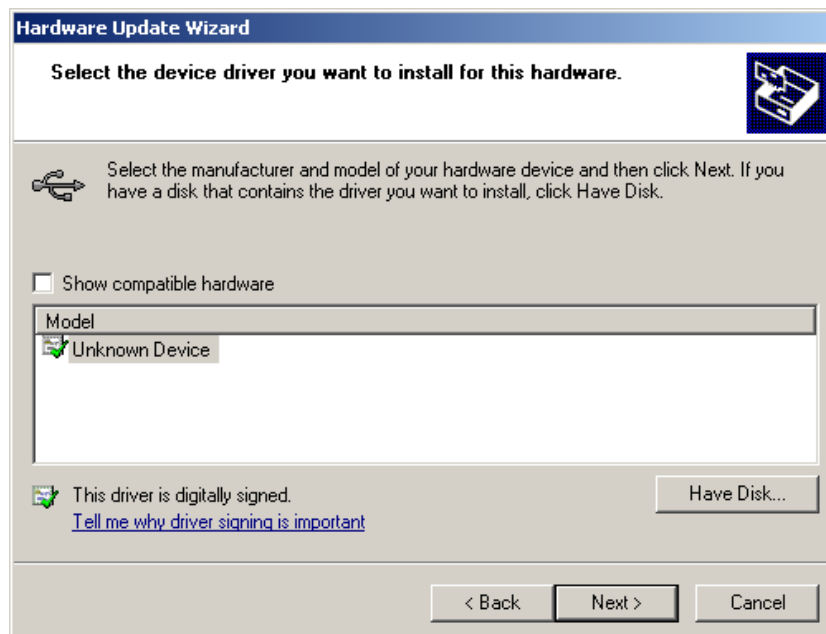 Hardware Update Wizard
Select the device driver you want to install for this hardware.
Select the manufacturer and model of your hardware device and then click Next. If you
have a disk that contains the driver you want to install, click Have Disk.
Show compatible hardware
Model
Unknown Device
This driver is digitally signed.
Tell me why driver signing is important
Have Disk...
< Back
Next >
Cancel